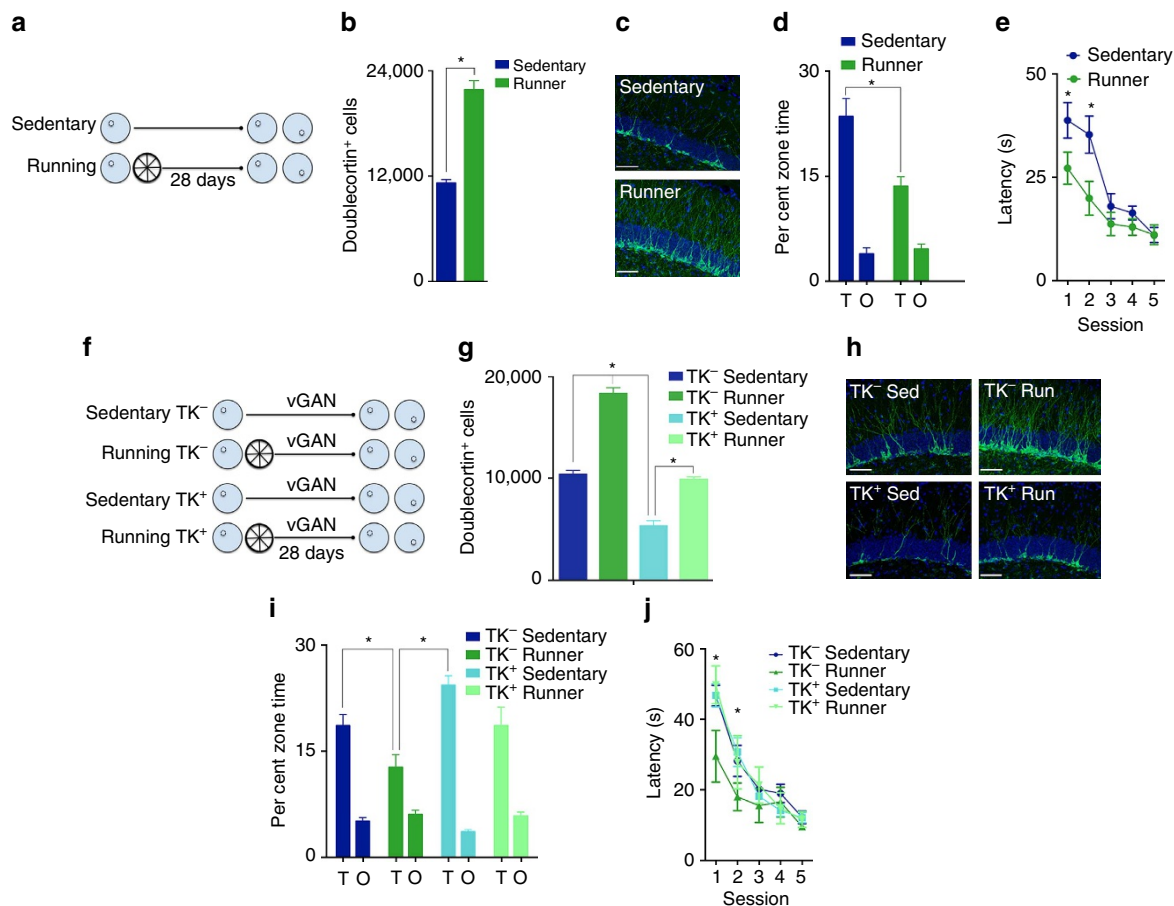 a
Sedentary
Running
28 days
b
Sedentary
Runner
*
24,000
12,000
0
Doublecortin⁺ cells
c
Sedentary
Runner
d
Sedentary
Runner
*
30
15
0
Per cent zone time
T O T O
e
Sedentary
Runner
50
25
0
* *
Latency (s)
1 2 3 4 5
Session
f
Sedentary TK⁻ vGAN
Running TK⁻ vGAN
Sedentary TK⁺ vGAN
Running TK⁺ vGAN
28 days
g
TK⁻ Sedentary
TK⁻ Runner
TK⁺ Sedentary
TK⁺ Runner
*
*
20,000
10,000
0
Doublecortin⁺ cells
h
TK⁻ Sed TK⁻ Run
TK⁺ Sed TK⁺ Run
i
TK⁻ Sedentary
TK⁻ Runner
TK⁺ Sedentary
TK⁺ Runner
* *
30
15
0
Per cent zone time
T O T O T O T O
j
TK⁻ Sedentary
TK⁻ Runner
TK⁺ Sedentary
TK⁺ Runner
*
*
60
40
20
0
Latency (s)
1 2 3 4 5
Session